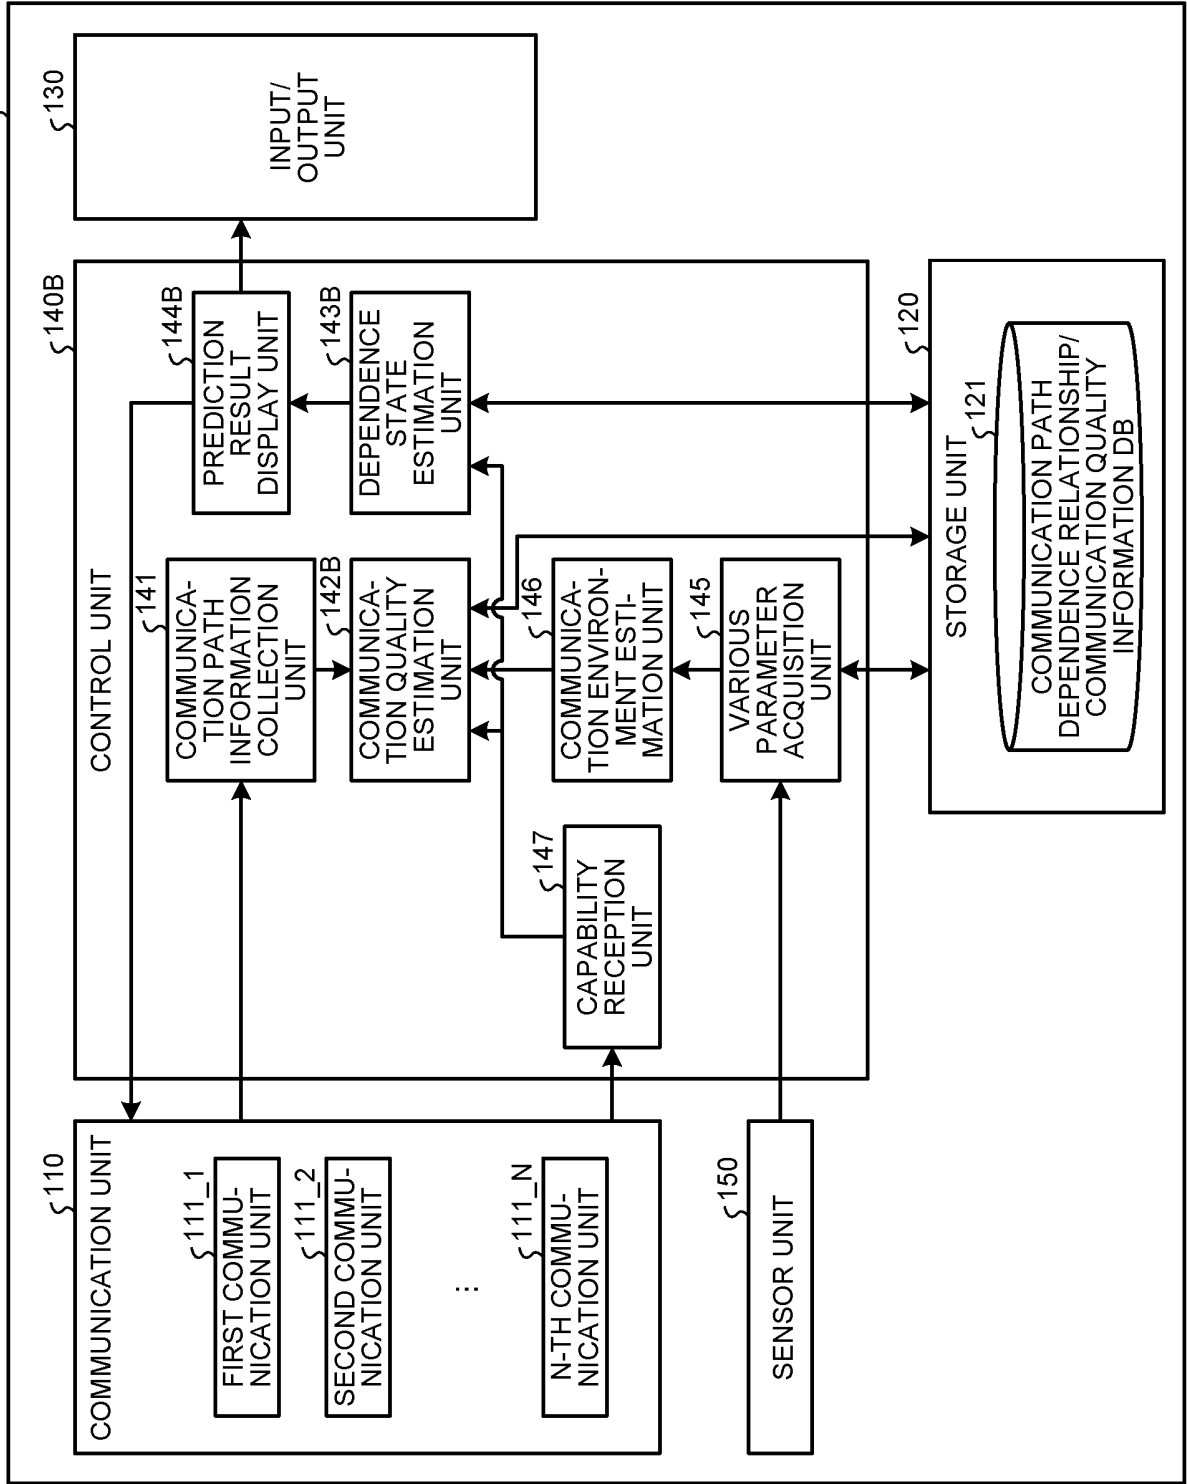 110
COMMUNICATION UNIT
111_1
FIRST COMMU-
NICATION UNIT
111_2
SECOND COMMU-
NICATION UNIT
...
111_N
N-TH COMMU-
NICATION UNIT
150
SENSOR UNIT
140B
CONTROL UNIT
141
COMMUNICA-
TION PATH
INFORMATION
COLLECTION
UNIT
142B
COMMUNICA-
TION QUALITY
ESTIMATION
UNIT
146
COMMUNICA-
TION ENVIRON-
MENT ESTI-
MATION UNIT
145
VARIOUS
PARAMETER
ACQUISITION
UNIT
147
CAPABILITY
RECEPTION
UNIT
144B
PREDICTION
RESULT
DISPLAY UNIT
143B
DEPENDENCE
STATE
ESTIMATION
UNIT
130
INPUT/
OUTPUT
UNIT
120
STORAGE UNIT
121
COMMUNICATION PATH
DEPENDENCE RELATIONSHIP/
COMMUNICATION QUALITY
INFORMATION DB